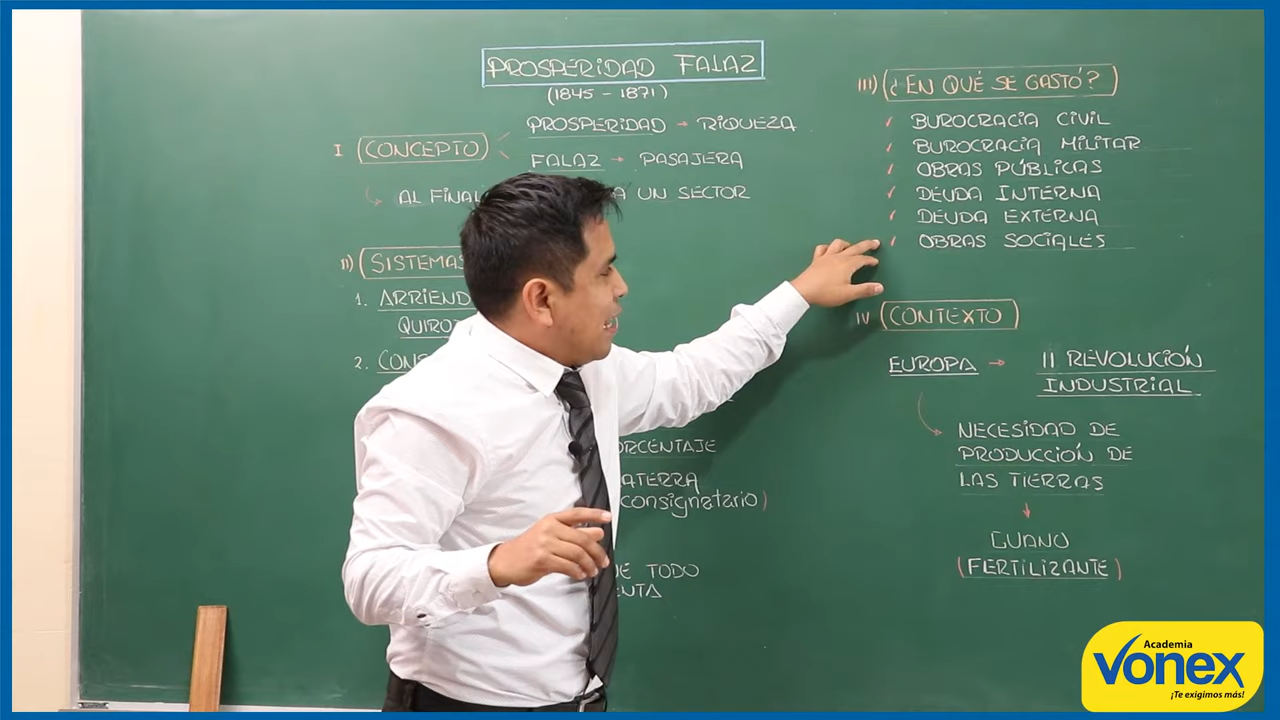 PROSPERIDAD FALAZ
(1845 - 1871)
I (CONCEPTO)
PROSPERIDAD → RIQUEZA
FALAZ → PASAJERA
AL FINAL A UN SECTOR
II) (SISTEMAS
1. ARRIEND
QUIRO
2. CONS
PORCENTAJE
ATERRA
consignatario)
UE TODO
ENTA
III) (¿EN QUÉ SE GASTÓ?)
BUROCRACIA CIVIL
BUROCRACIA MILITAR
OBRAS PÚBLICAS
DEUDA INTERNA
DEUDA EXTERNA
OBRAS SOCIALES
IV (CONTEXTO)
EUROPA → II REVOLUCIÓN
INDUSTRIAL
NECESIDAD DE
PRODUCCIÓN DE
LAS TIERRAS
GUANO
(FERTILIZANTE)
Academia
Vonex
¡Te exigimos más!